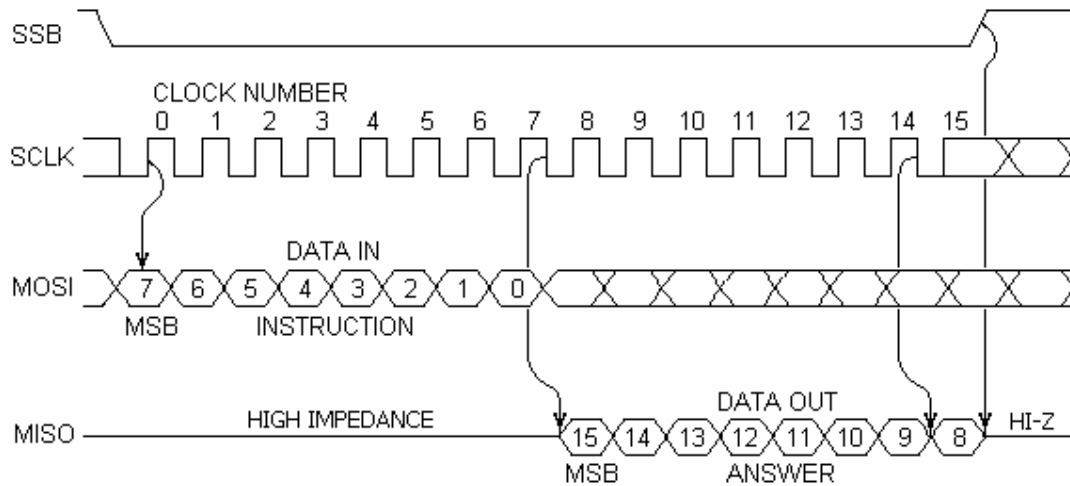 SSB
CLOCK NUMBER
0 1 2 3 4 5 6 7 8 9 10 11 12 13 14 15
SCLK
DATA IN
MOSI 7 6 5 4 3 2 1 0
MSB INSTRUCTION
HIGH IMPEDANCE DATA OUT HI-Z
MISO 15 14 13 12 11 10 9 8
MSB ANSWER